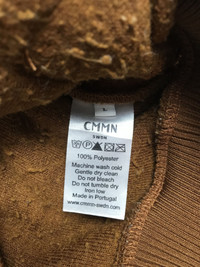 L
CMMN
SWDN
100% Polyester
Machine wash cold
Gentle dry clean
Do not bleach
Do not tumble dry
Iron low
Made in Portugal
www.cmmn-swdn.com